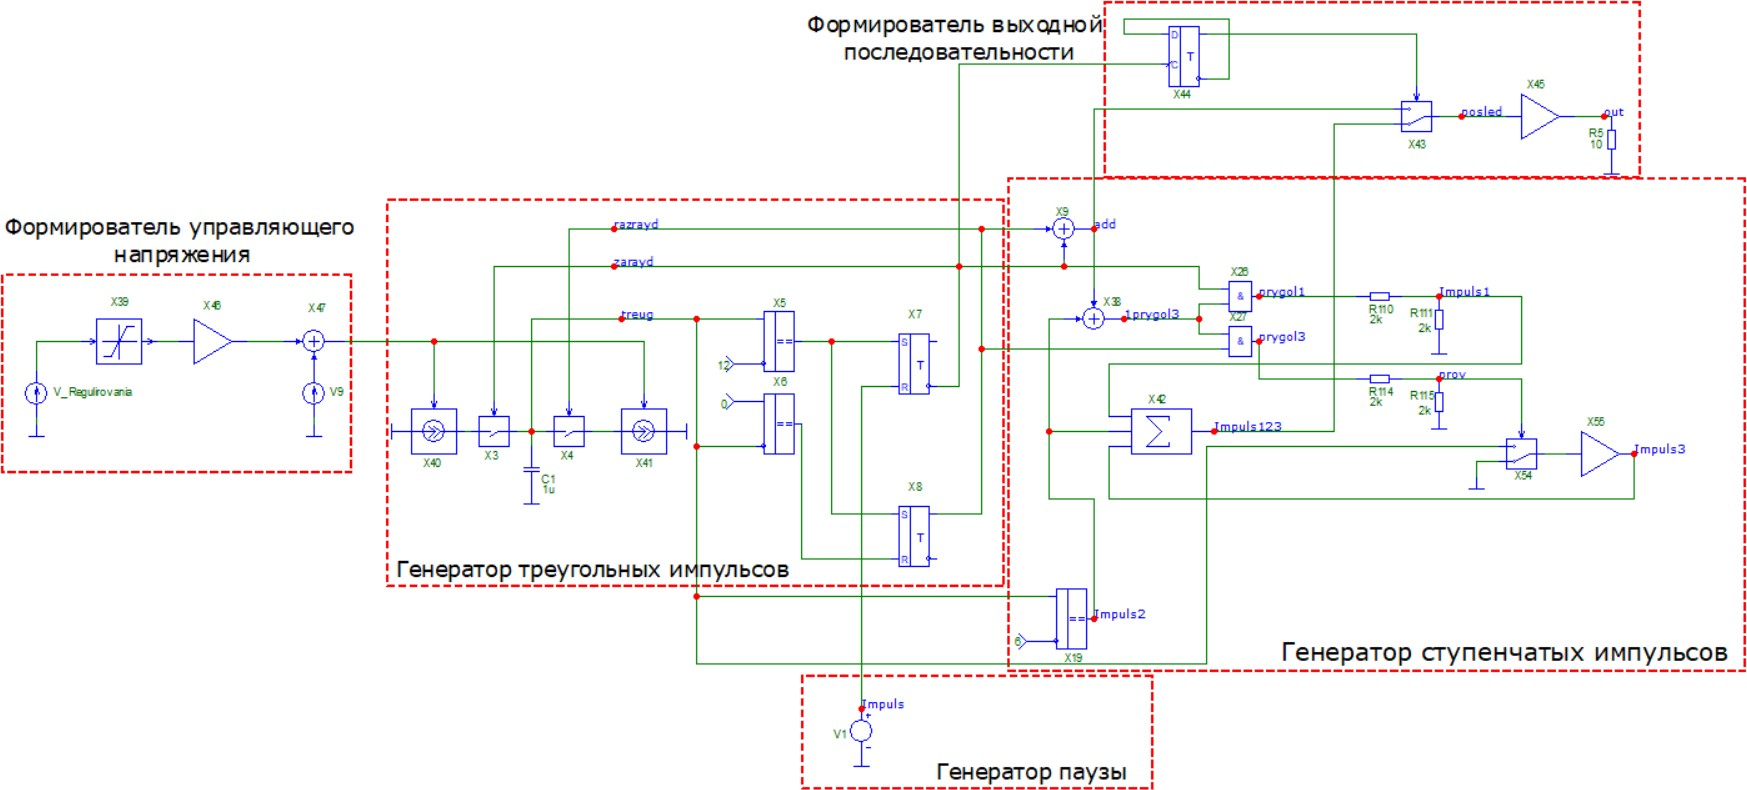 Формирователь выходной
последовательности
D
T
C
X44
X43
posled
X45
out
R5
10
Формирователь управляющего
напряжения
X39
X46
X47
V_Regulirovania
V9
razrayd
zarayd
treug
X5
12
X6
0
X7
S
T
R
X40
X3
X4
X41
C1
1u
X8
S
T
R
Генератор треугольных импульсов
X9
add
X38
1prygol3
X26
&
prygol1
X27
&
prygol3
R110
2k
Impuls1
R111
2k
R114
2k
prov
R115
2k
X42
Σ
Impuls123
X54
X55
Impuls3
Impuls2
6
X19
Генератор ступенчатых импульсов
Impuls
V1
+
-
Генератор паузы